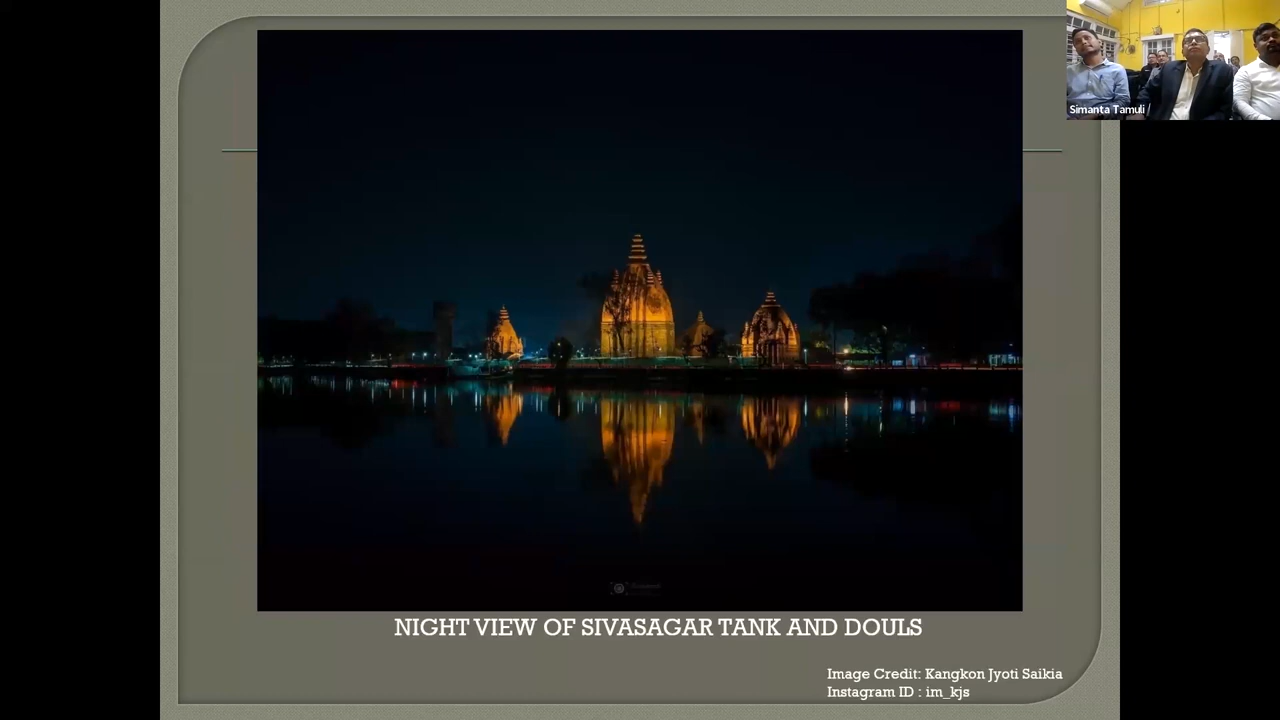 Simanta Tamuli /
NIGHT VIEW OF SIVASAGAR TANK AND DOULS
Image Credit: Kangkon Jyoti Saikia
Instagram ID : im_kjs